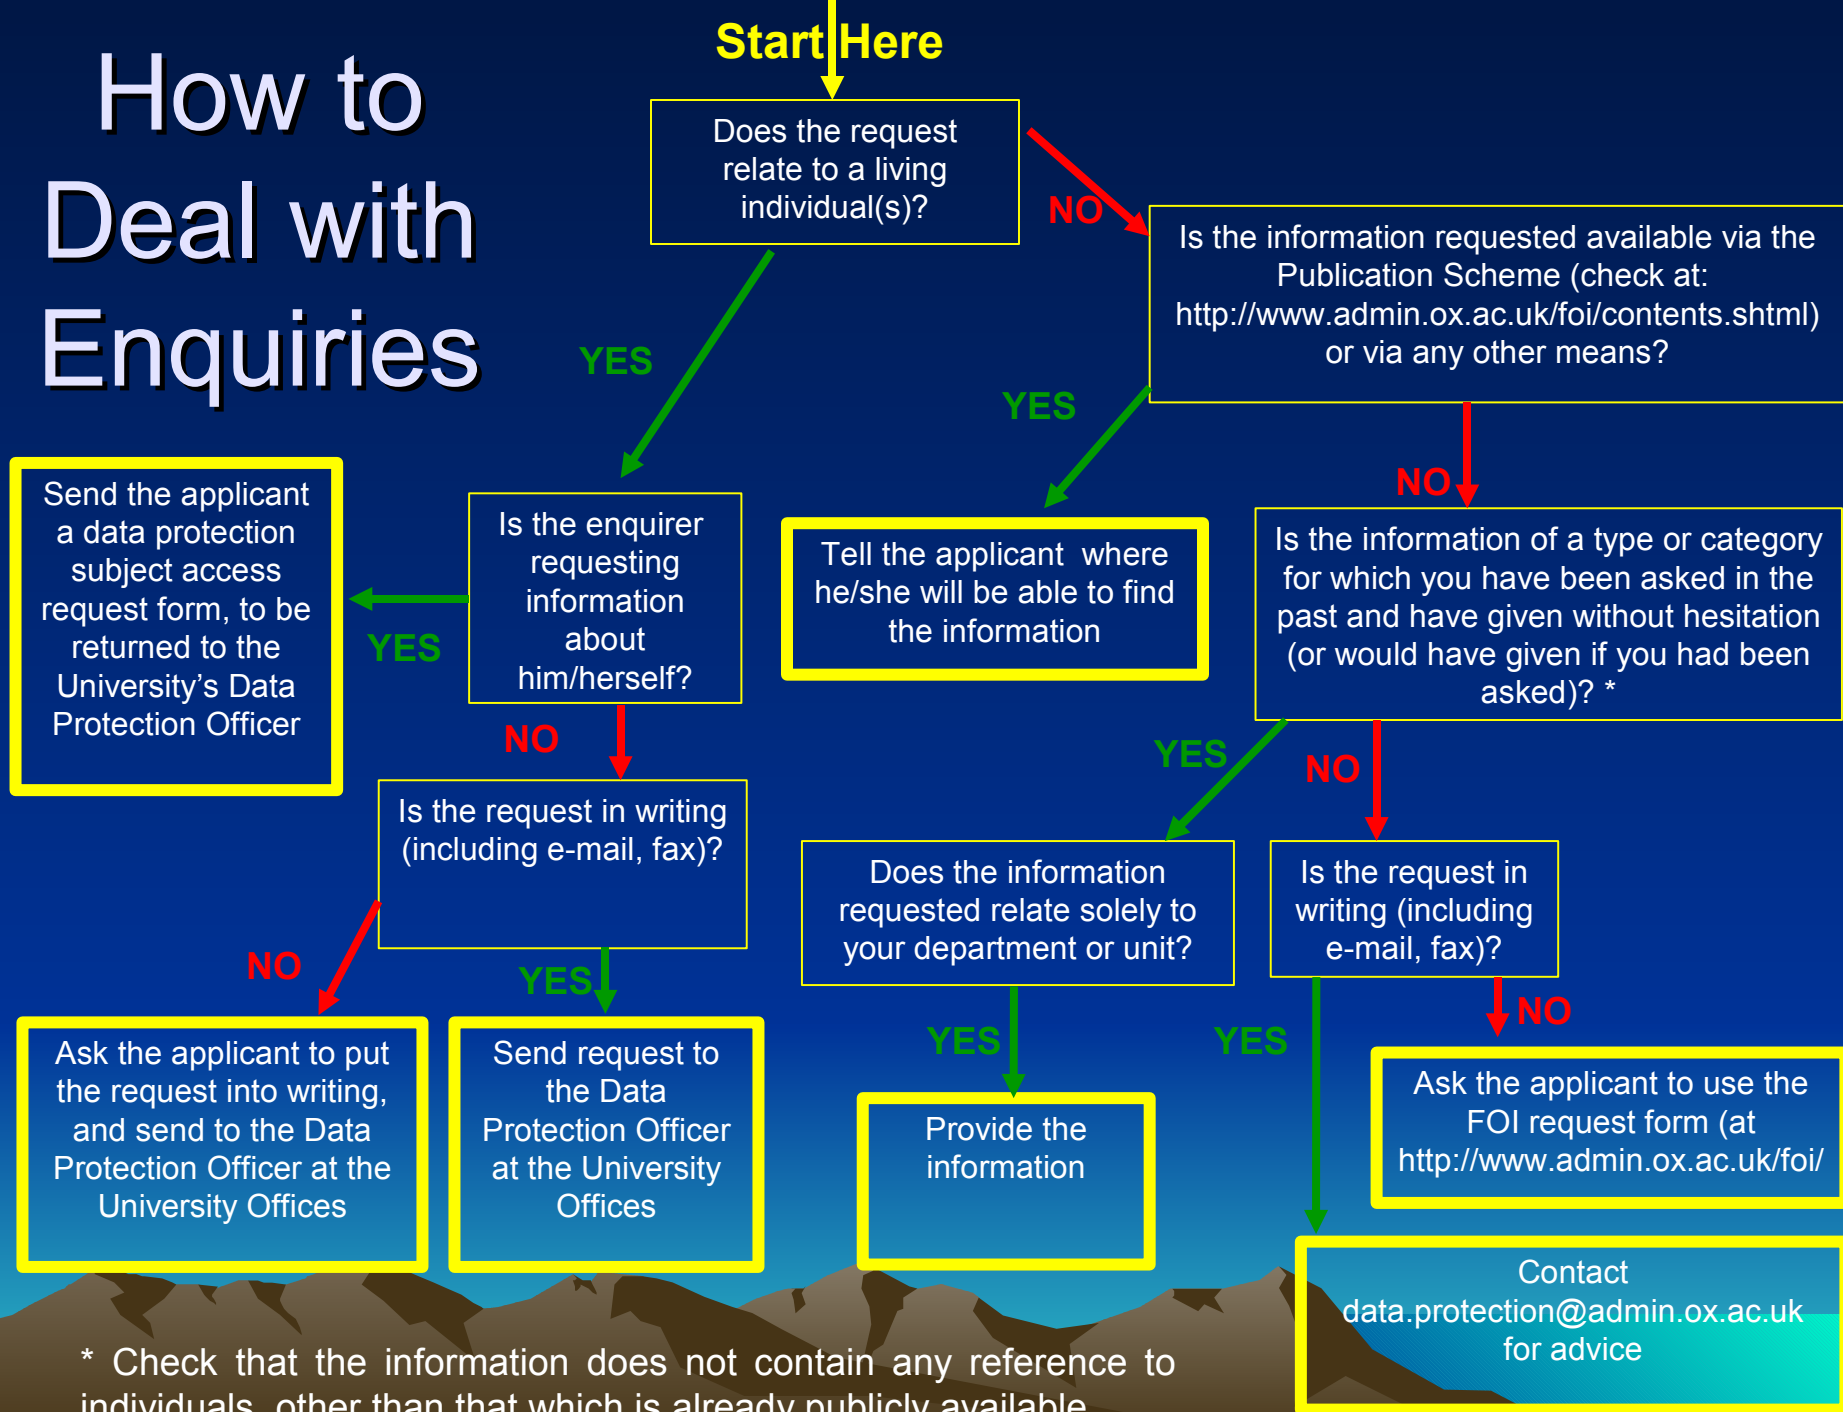 How to
Deal with
Enquiries
Start Here
Does the request
relate to a living
individual(s)?
NO
Is the information requested available via the
Publication Scheme (check at:
http://www.admin.ox.ac.uk/foi/contents.shtml)
or via any other means?
YES
YES
NO
Send the applicant
a data protection
subject access
request form, to be
returned to the
University’s Data
Protection Officer
YES
Is the enquirer
requesting
information
about
him/herself?
Tell the applicant where
he/she will be able to find
the information
Is the information of a type or category
for which you have been asked in the
past and have given without hesitation
(or would have given if you had been
asked)? *
NO
YES
NO
Is the request in writing
(including e-mail, fax)?
Does the information
requested relate solely to
your department or unit?
Is the request in
writing (including
e-mail, fax)?
NO
YES
YES
YES
NO
Ask the applicant to put
the request into writing,
and send to the Data
Protection Officer at the
University Offices
Send request to
the Data
Protection Officer
at the University
Offices
Provide the
information
Ask the applicant to use the
FOI request form (at
http://www.admin.ox.ac.uk/foi/
Contact
data.protection@admin.ox.ac.uk
for advice
* Check that the information does not contain any reference to
individuals, other than that which is already publicly available